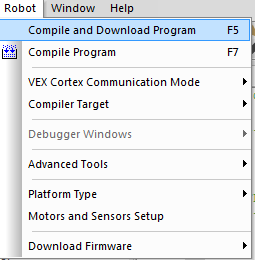 Robot Window Help
Compile and Download Program F5
Compile Program F7
VEX Cortex Communication Mode
Compiler Target
Debugger Windows
Advanced Tools
Platform Type
Motors and Sensors Setup
Download Firmware